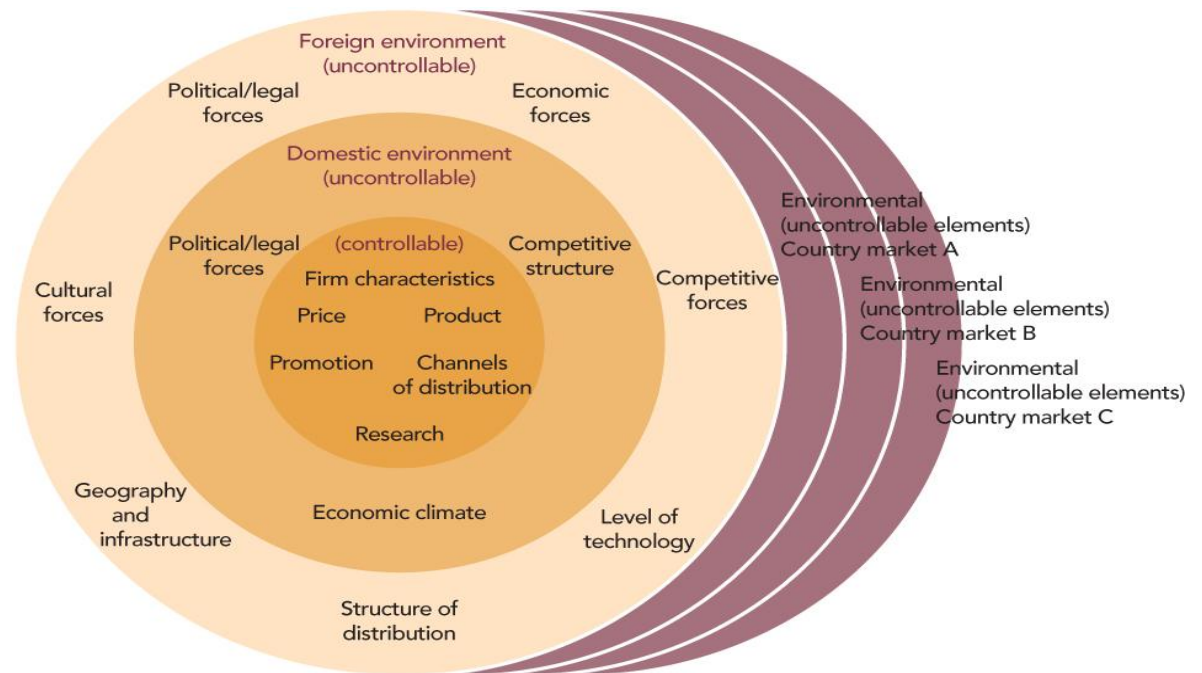 Foreign environment
(uncontrollable)
Political/legal
forces
Economic
forces
Domestic environment
(uncontrollable)
Political/legal
forces
(controllable)
Competitive
structure
Firm characteristics
Price
Product
Promotion
Channels
of distribution
Research
Cultural
forces
Competitive
forces
Geography
and
infrastructure
Economic climate
Level of
technology
Structure of
distribution
Environmental
(uncontrollable elements)
Country market A
Environmental
(uncontrollable elements)
Country market B
Environmental
(uncontrollable elements)
Country market C